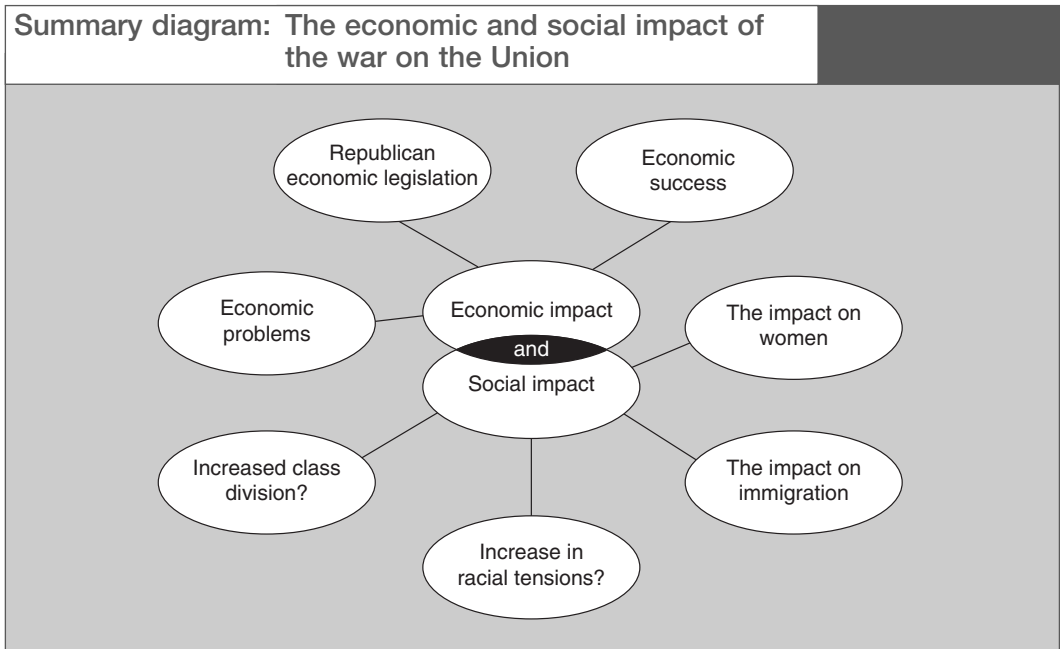 Summary diagram: The economic and social impact of
the war on the Union
Republican
economic legislation
Economic
success
Economic
problems
Economic impact
and
Social impact
The impact on
women
Increased class
division?
The impact on
immigration
Increase in
racial tensions?